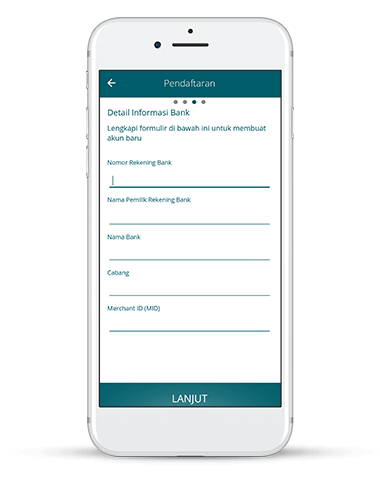 Pendaftaran
Detail Informasi Bank
Lengkapi formulir di bawah ini untuk membuat
akun baru
Nomor Rekening Bank
Nama Pemilik Rekening Bank
Nama Bank
Cabang
Merchant ID (MID)
LANJUT